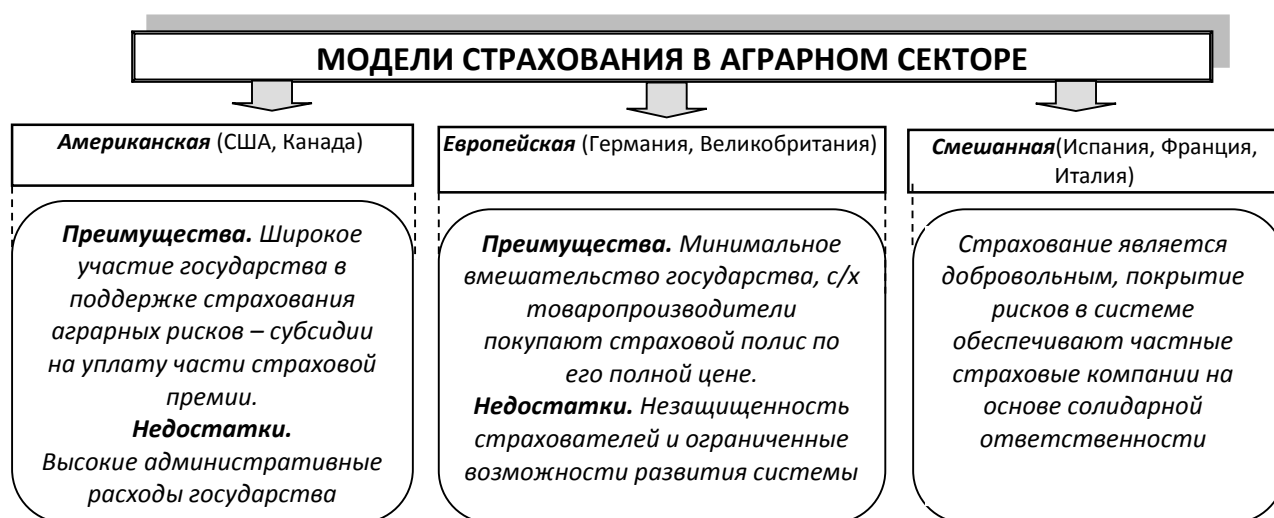 МОДЕЛИ СТРАХОВАНИЯ В АГРАРНОМ СЕКТОРЕ
Американская (США, Канада)
Преимущества. Широкое
участие государства в
поддержке страхования
аграрных рисков – субсидии
на уплату части страховой
премии.
Недостатки.
Высокие административные
расходы государства
Европейская (Германия, Великобритания)
Преимущества. Минимальное
вмешательство государства, с/х
товаропроизводители
покупают страховой полис по
его полной цене.
Недостатки. Незащищенность
страхователей и ограниченные
возможности развития системы
Смешанная(Испания, Франция,
Италия)
Страхование является
добровольным, покрытие
рисков в системе
обеспечивают частные
страховые компании на
основе солидарной
ответственности